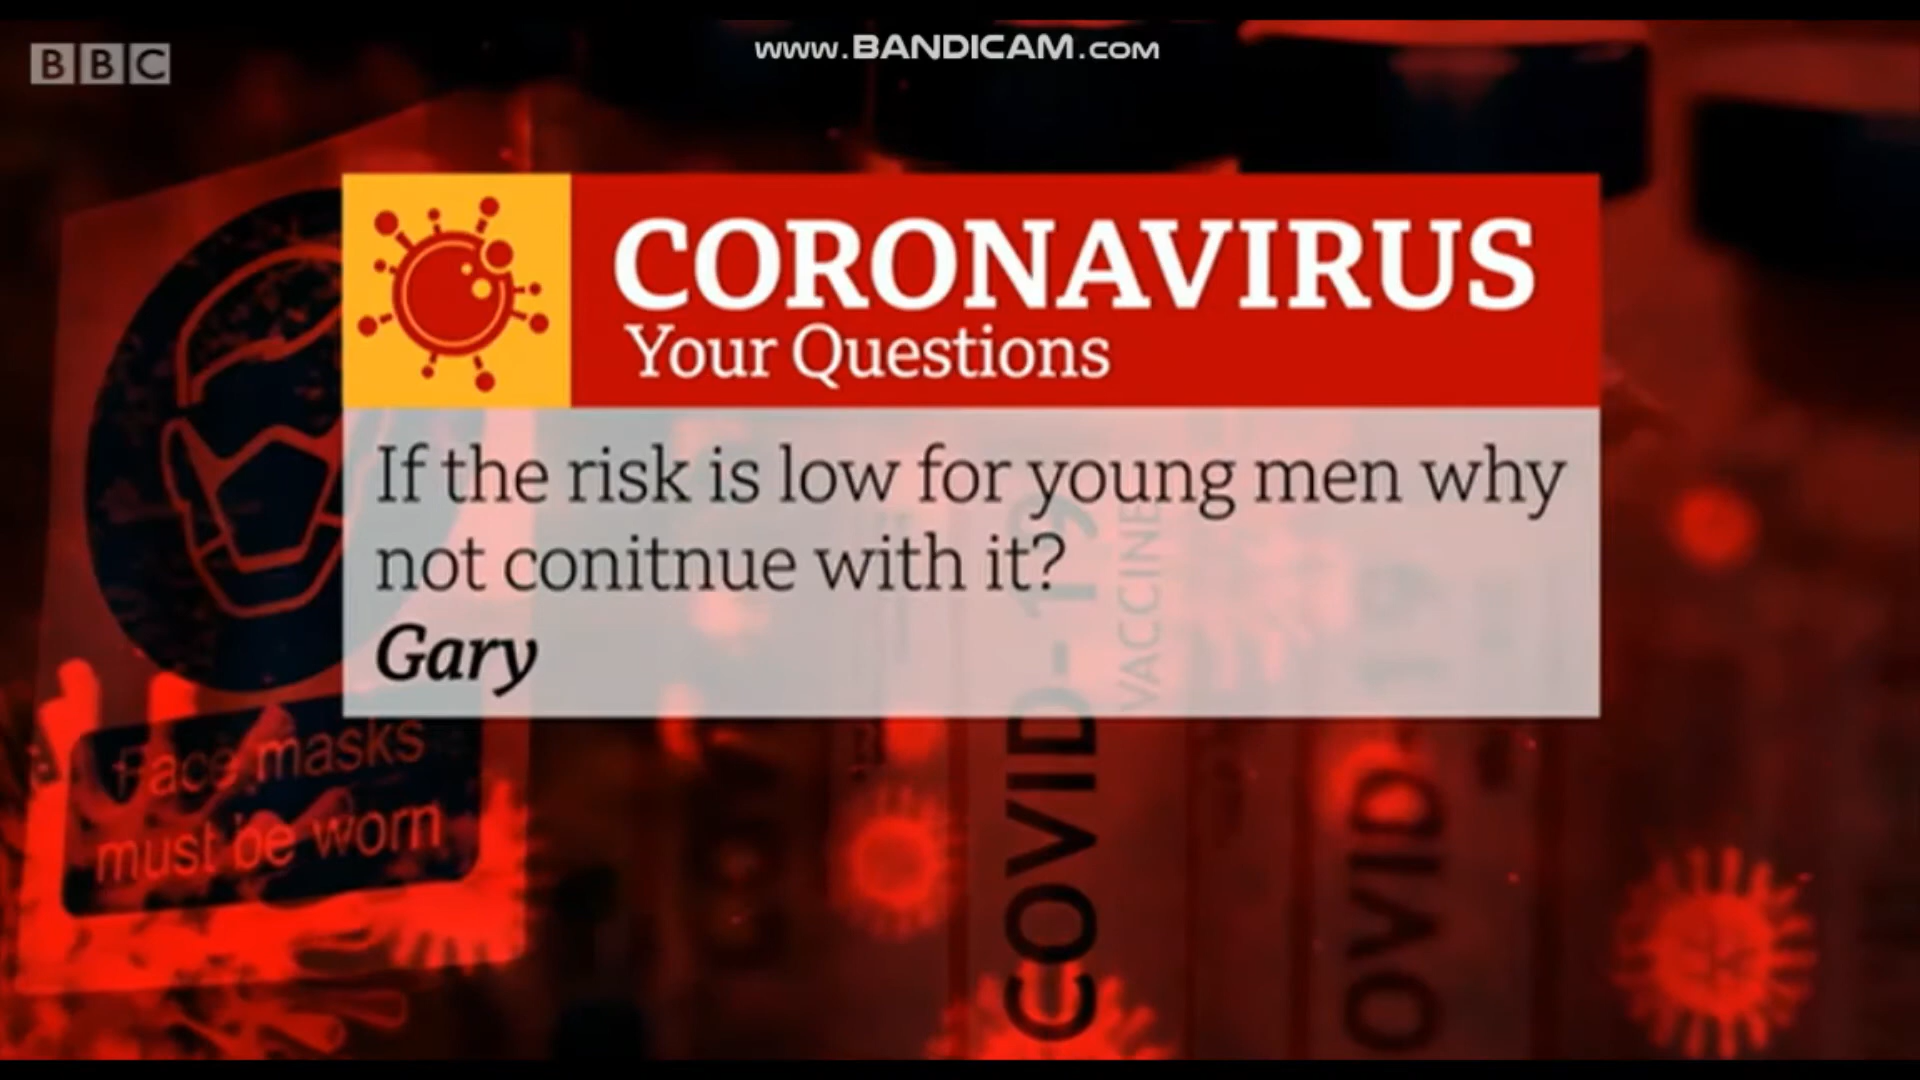 BBC
www.BANDICAM.com
CORONAVIRUS
Your Questions
If the risk is low for young men why
not conitnue with it?
Gary
Face masks
must be worn
COVID-19
VACCINE
OVID-19